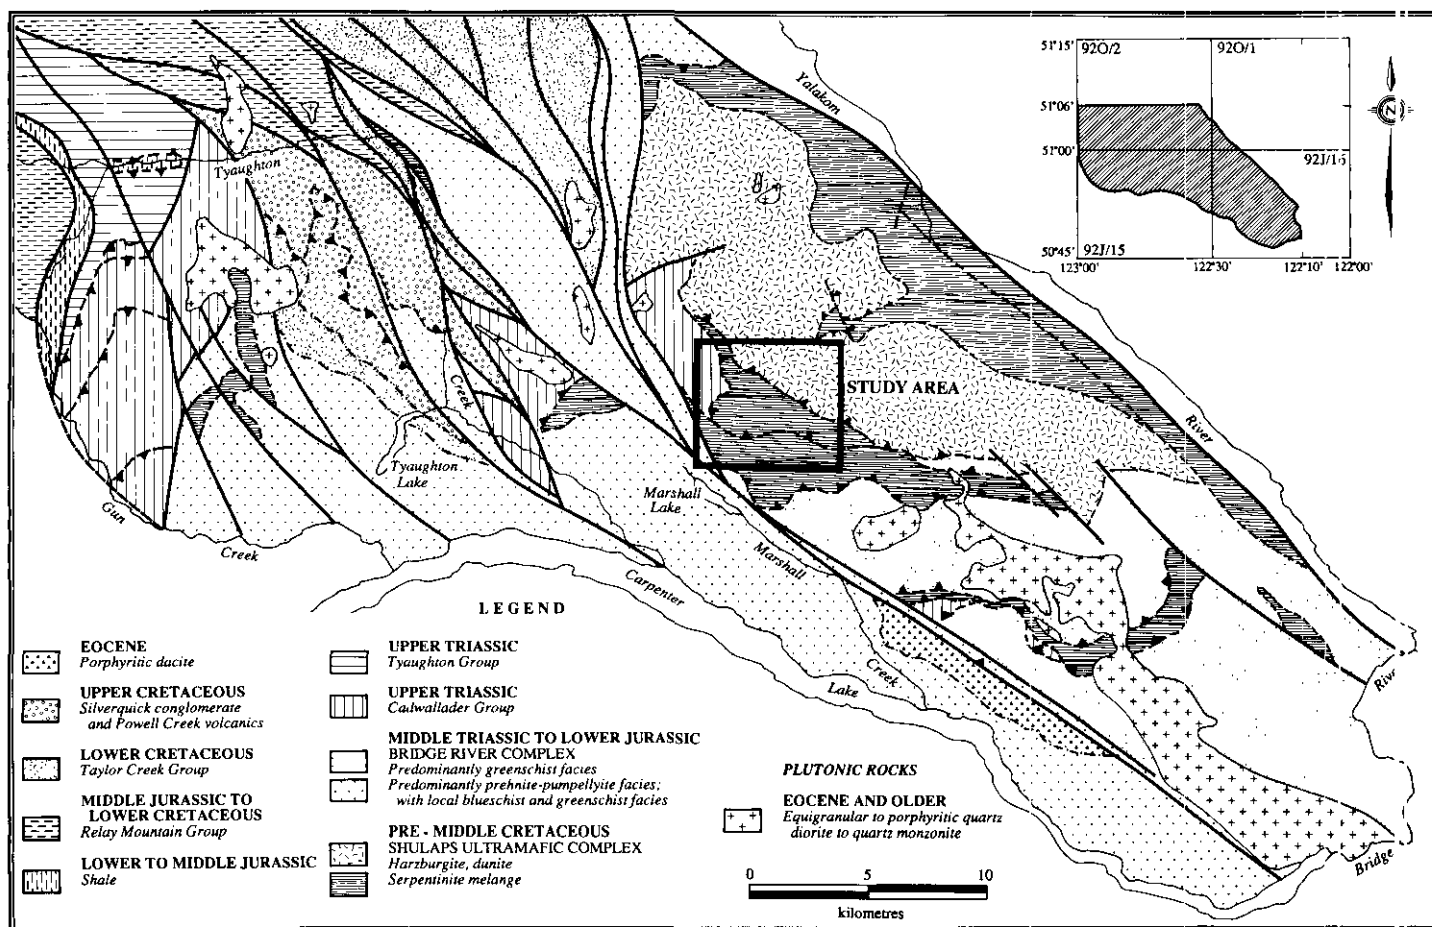 Yalakom
River
Tyaughton
Creek
Tyaughton
Lake
STUDY AREA
Marshall
Lake
Marshall
Creek
Gun
Creek
Carpenter
Lake
Bridge
51°15'
92O/2
92O/1
51°06'
51°00'
50°45'
92J/15
123°00'
122°30'
122°10'
122°00'
N
LEGEND
EOCENE
Porphyritic dacite
UPPER CRETACEOUS
Silverquick conglomerate
and Powell Creek volcanics
LOWER CRETACEOUS
Taylor Creek Group
MIDDLE JURASSIC TO
LOWER CRETACEOUS
Relay Mountain Group
LOWER TO MIDDLE JURASSIC
Shale
UPPER TRIASSIC
Tyaughton Group
UPPER TRIASSIC
Cadwallader Group
MIDDLE TRIASSIC TO LOWER JURASSIC
BRIDGE RIVER COMPLEX
Predominantly greenschist facies
Predominantly prehnite-pumpellyite facies;
with local blueschist and greenschist facies
PRE - MIDDLE CRETACEOUS
SHULAPS ULTRAMAFIC COMPLEX
Harzburgite, dunite
Serpentinite melange
PLUTONIC ROCKS
EOCENE AND OLDER
Equigranular to porphyritic quartz
diorite to quartz monzonite
0 5 10
kilometres